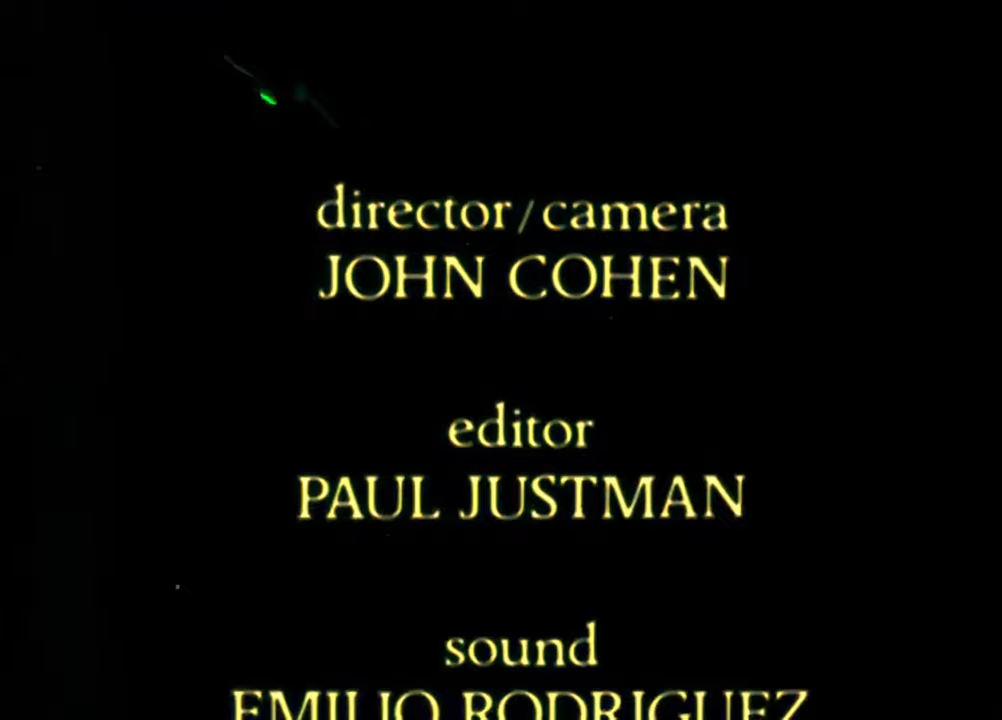 director/camera
JOHN COHEN
editor
PAUL JUSTMAN
sound
EMILIO RODRIGUEZ